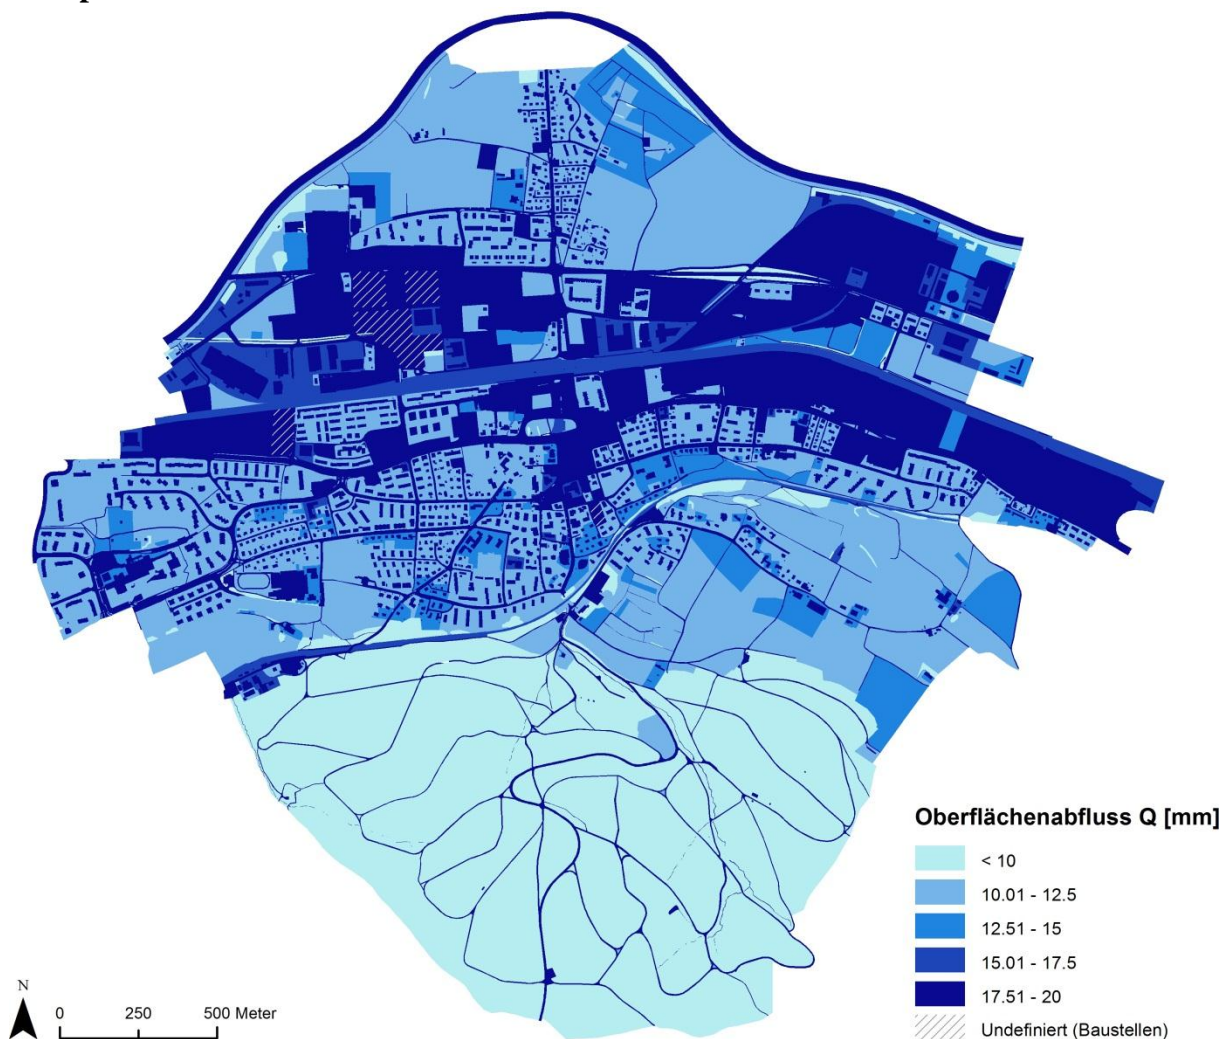 Oberflächenabfluss Q [mm]
< 10
10.01 - 12.5
12.51 - 15
15.01 - 17.5
17.51 - 20
Undefiniert (Baustellen)
N
0 250 500 Meter